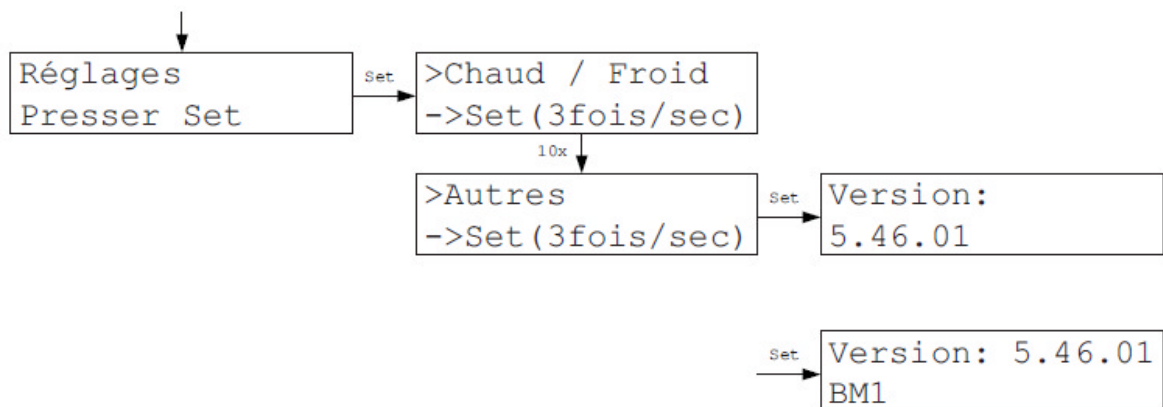 Réglages
Presser Set
Set
>Chaud / Froid
->Set(3fois/sec)
10x
>Autres
->Set(3fois/sec)
Set
Version:
5.46.01
Set
Version: 5.46.01
BM1